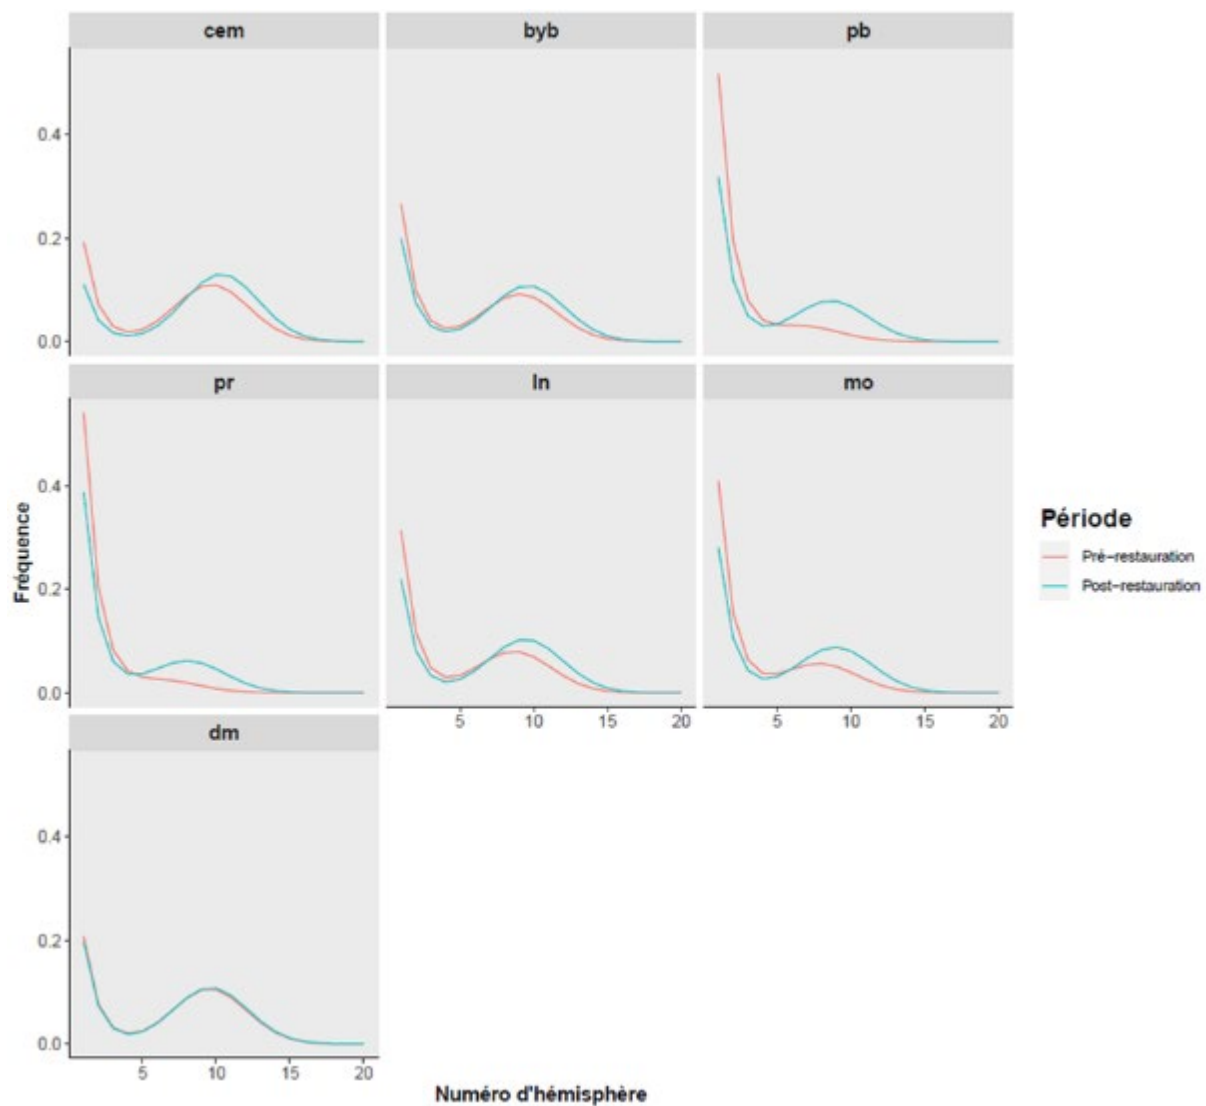 cem byb pb
0.4
0.2
0.0
pr ln mo
0.4
0.2
0.0
5 10 15 20 5 10 15 20
Fréquence
Période
Pré-restauration
Post-restauration
dm
0.4
0.2
0.0
5 10 15 20
Numéro d'hémisphère